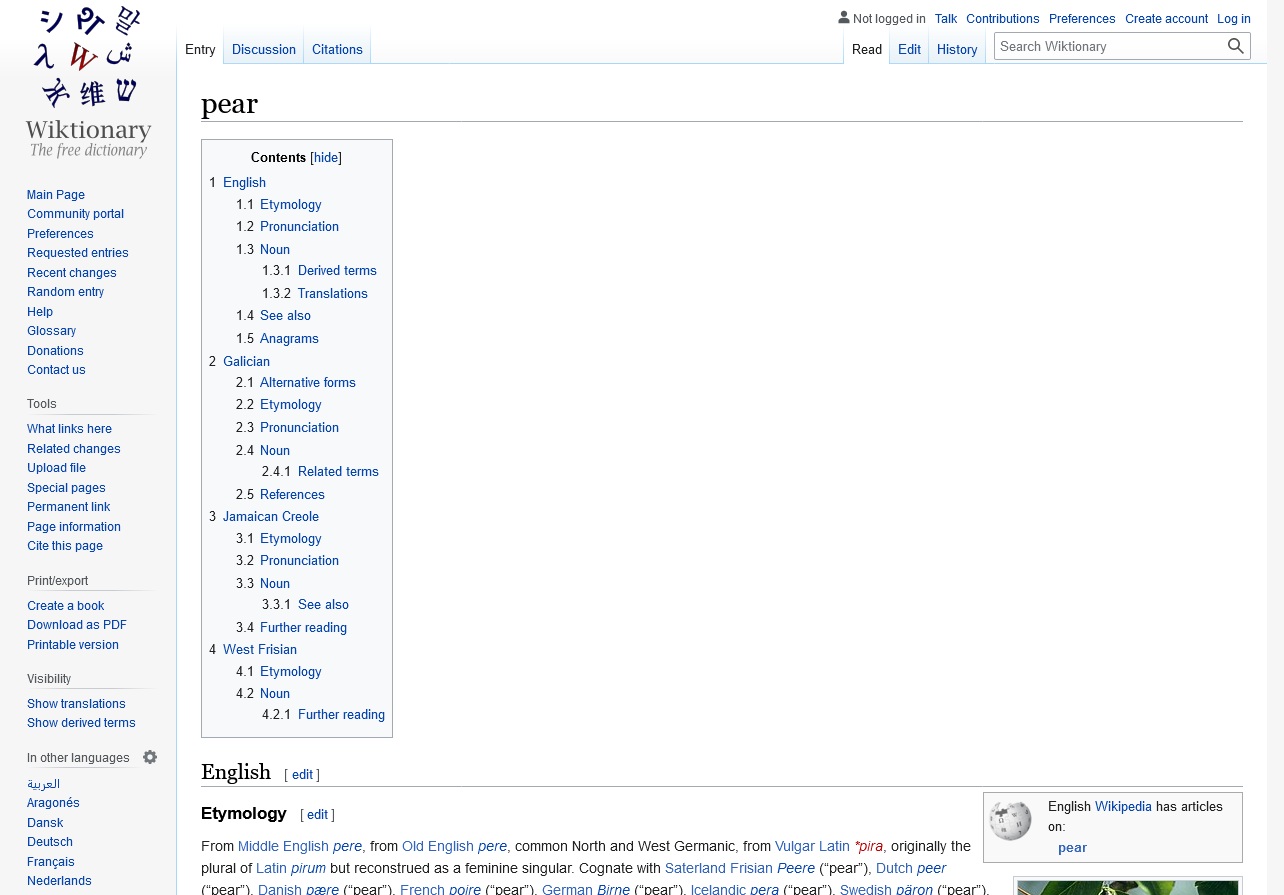 Wiktionary
The free dictionary
Main Page
Community portal
Preferences
Requested entries
Recent changes
Random entry
Help
Glossary
Donations
Contact us
Tools
What links here
Related changes
Upload file
Special pages
Permanent link
Page information
Cite this page
Print/export
Create a book
Download as PDF
Printable version
Visibility
Show translations
Show derived terms
In other languages
العربية
Aragonés
Dansk
Deutsch
Français
Nederlands
Not logged in Talk Contributions Preferences Create account Log in
Entry Discussion Citations Read Edit History Search Wiktionary
pear
Contents [hide]
1 English
1.1 Etymology
1.2 Pronunciation
1.3 Noun
1.3.1 Derived terms
1.3.2 Translations
1.4 See also
1.5 Anagrams
2 Galician
2.1 Alternative forms
2.2 Etymology
2.3 Pronunciation
2.4 Noun
2.4.1 Related terms
2.5 References
3 Jamaican Creole
3.1 Etymology
3.2 Pronunciation
3.3 Noun
3.3.1 See also
3.4 Further reading
4 West Frisian
4.1 Etymology
4.2 Noun
4.2.1 Further reading
English [ edit ]
English Wikipedia has articles
on:
pear
Etymology [ edit ]
From Middle English pere, from Old English pere, common North and West Germanic, from Vulgar Latin *pira, originally the
plural of Latin pirum but reconstrued as a feminine singular. Cognate with Saterland Frisian Peere (“pear”), Dutch peer
(“pear”), Danish pære (“pear”), French poire (“pear”), German Birne (“pear”), Icelandic pera (“pear”), Swedish päron (“pear”),